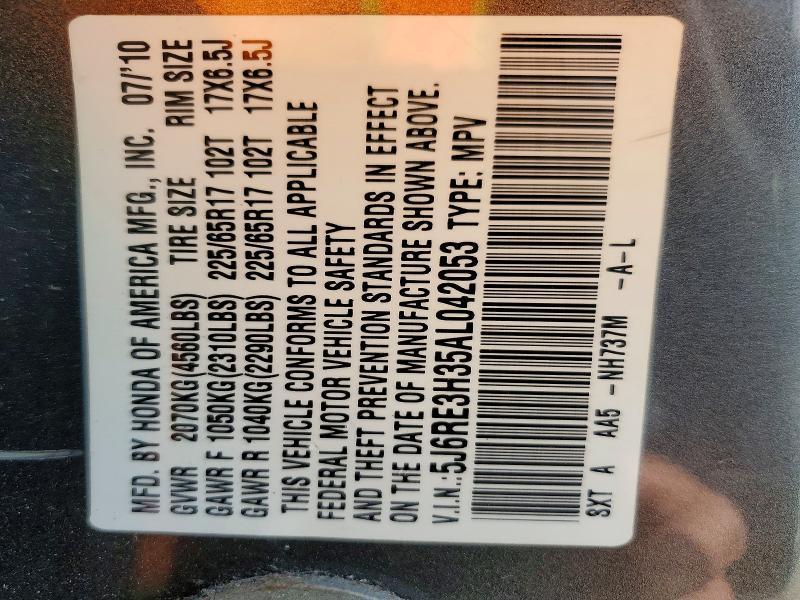 MFD. BY HONDA OF AMERICA MFG., INC. 07/'10
GVWR 2070KG(4560LBS) TIRE SIZE RIM SIZE
GAWR F 1050KG(2310LBS) 225/65R17 102T 17X6.5J
GAWR R 1040KG(2290LBS) 225/65R17 102T 17X6.5J
THIS VEHICLE CONFORMS TO ALL APPLICABLE
FEDERAL MOTOR VEHICLE SAFETY
AND THEFT PREVENTION STANDARDS IN EFFECT
ON THE DATE OF MANUFACTURE SHOWN ABOVE.
V.I.N.:5J6RE3H35AL042053 TYPE: MPV
SXT A AA5 -NH737M -A-L